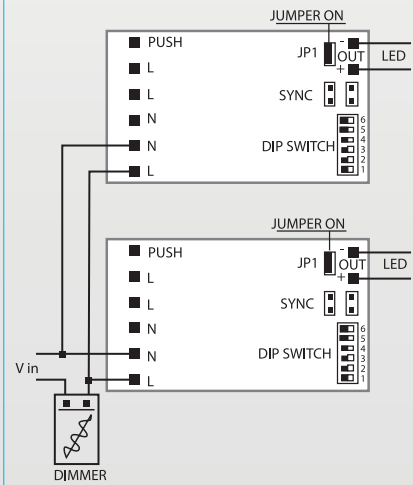 JUMPER ON
PUSH
JP1
-
OUT
+
LED
L
L
SYNC
N
N
DIP SWITCH
6
5
4
3
2
1
L
JUMPER ON
PUSH
JP1
-
OUT
+
LED
L
L
SYNC
N
N
DIP SWITCH
6
5
4
3
2
1
L
V in
DIMMER